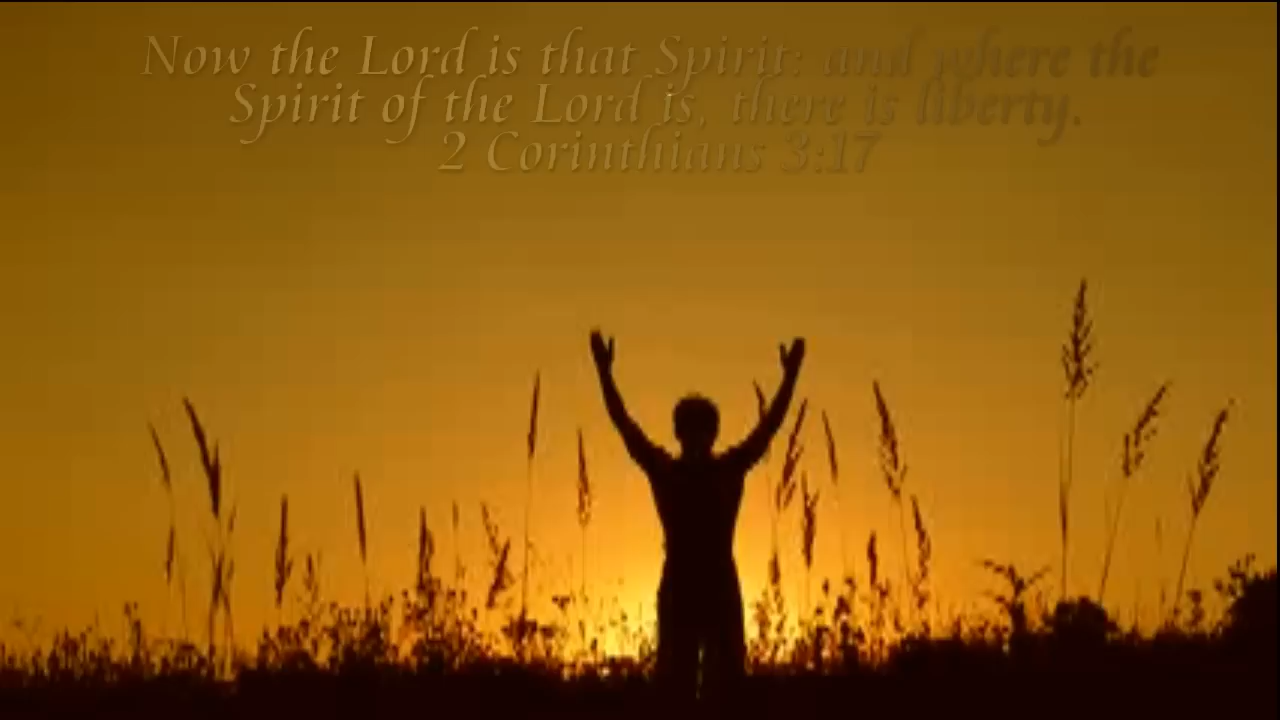 Now the Lord is that Spirit: and where the
Spirit of the Lord is, there is liberty.
2 Corinthians 3:17